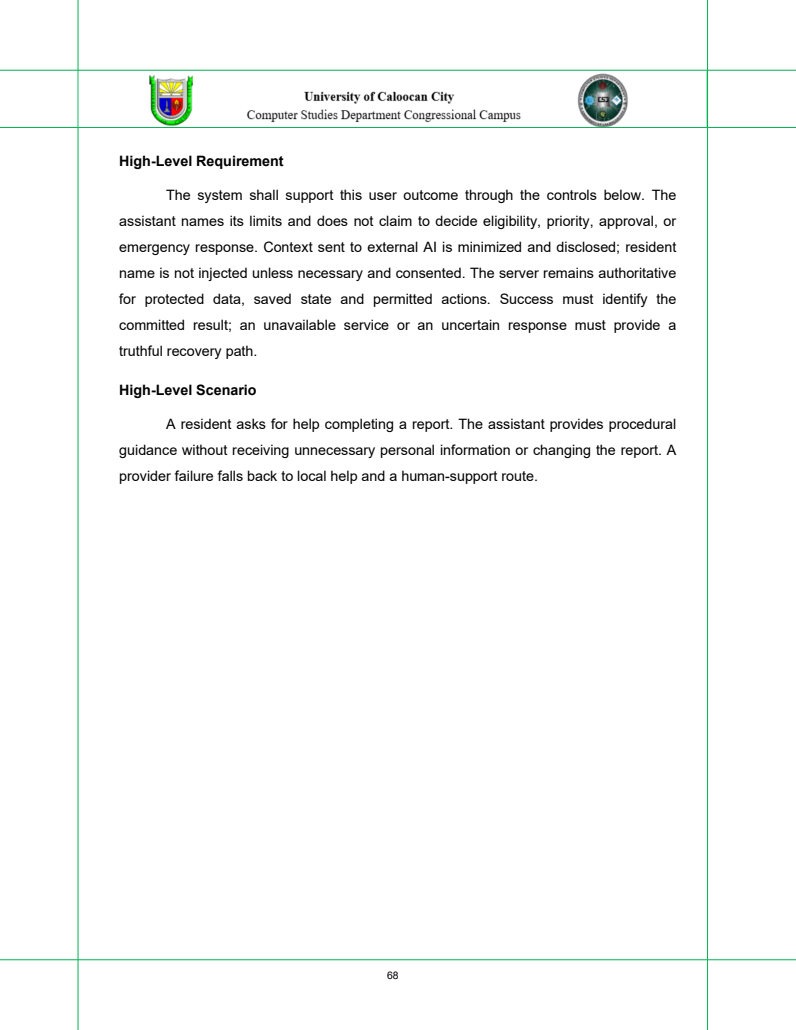 University of Caloocan City
Computer Studies Department Congressional Campus
High-Level Requirement
The system shall support this user outcome through the controls below. The
assistant names its limits and does not claim to decide eligibility, priority, approval, or
emergency response. Context sent to external AI is minimized and disclosed; resident
name is not injected unless necessary and consented. The server remains authoritative
for protected data, saved state and permitted actions. Success must identify the
committed result; an unavailable service or an uncertain response must provide a
truthful recovery path.
High-Level Scenario
A resident asks for help completing a report. The assistant provides procedural
guidance without receiving unnecessary personal information or changing the report. A
provider failure falls back to local help and a human-support route.
68